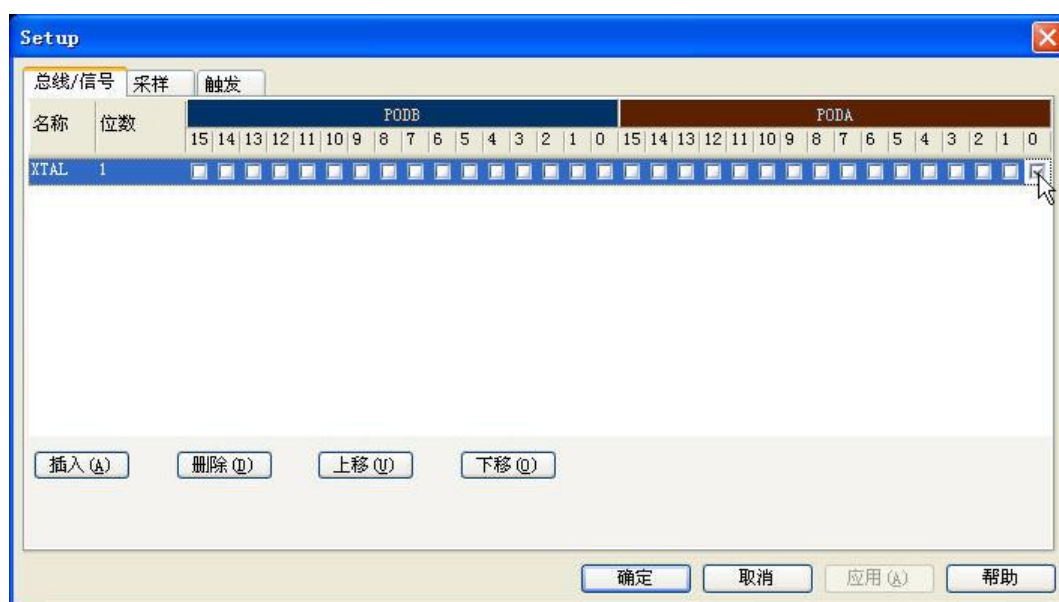 Setup
总线/信号 采样 触发
名称 位数 PODB PODA
15 14 13 12 11 10 9 8 7 6 5 4 3 2 1 0 15 14 13 12 11 10 9 8 7 6 5 4 3 2 1 0
XTAL 1
插入(A) 删除(D) 上移(U) 下移(O)
确定 取消 应用(A) 帮助